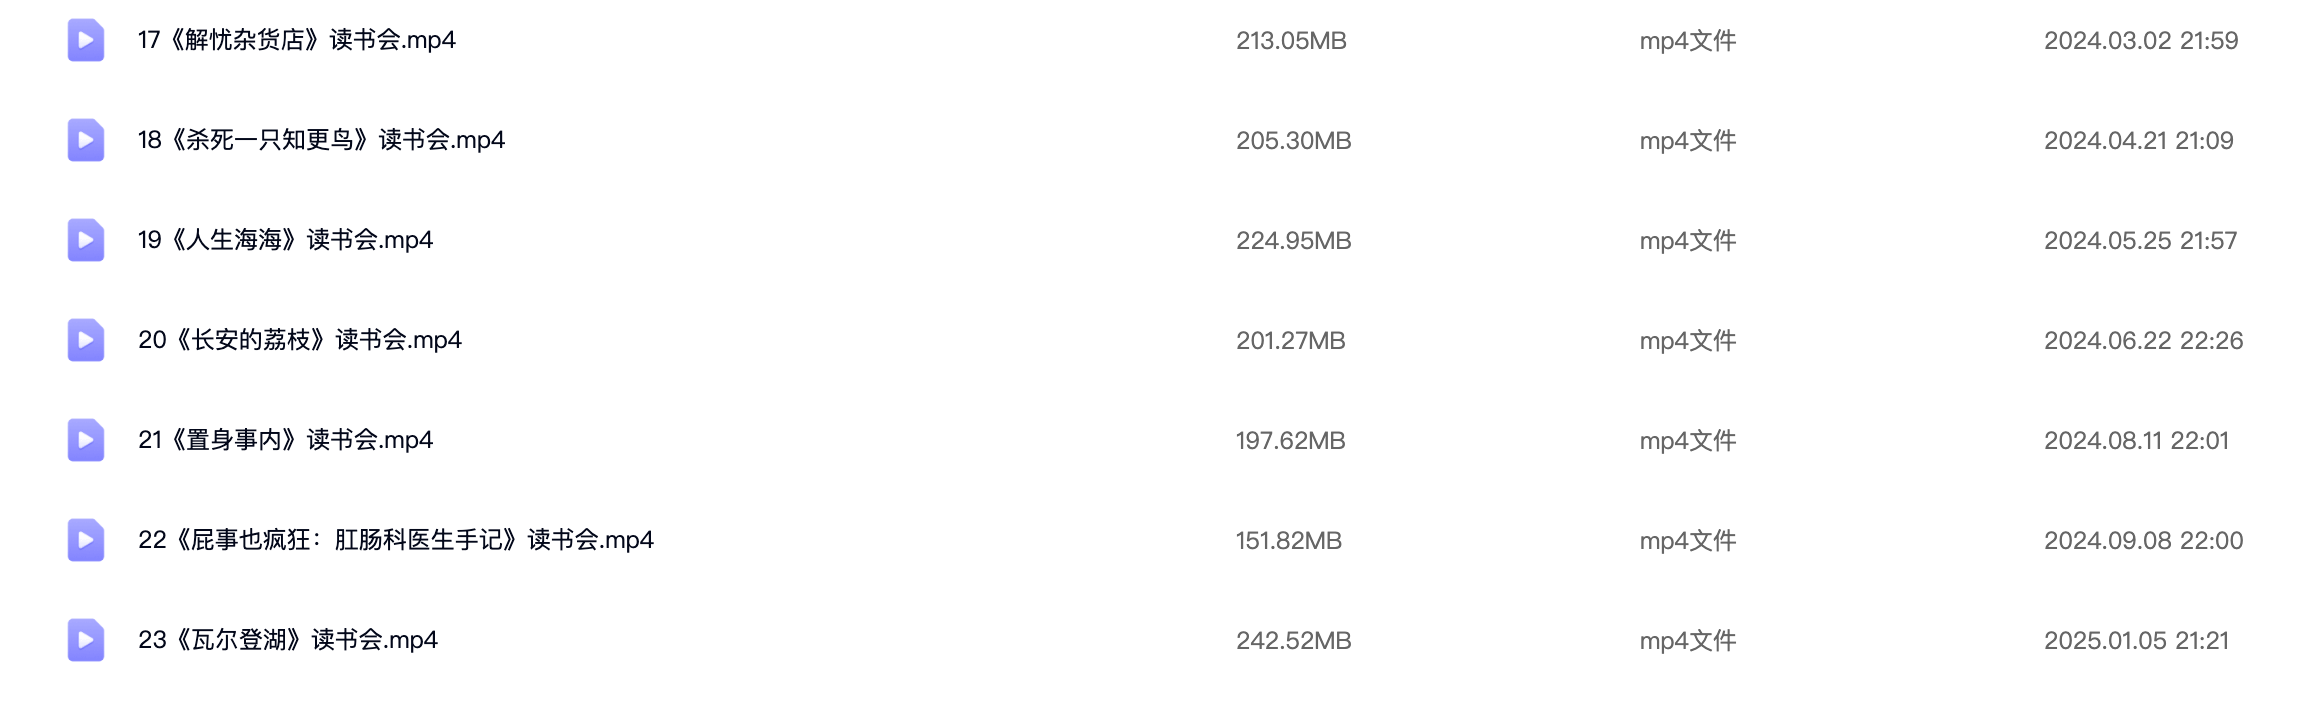 17《解忧杂货店》读书会.mp4 213.05MB mp4文件 2024.03.02 21:59
18《杀死一只知更鸟》读书会.mp4 205.30MB mp4文件 2024.04.21 21:09
19《人生海海》读书会.mp4 224.95MB mp4文件 2024.05.25 21:57
20《长安的荔枝》读书会.mp4 201.27MB mp4文件 2024.06.22 22:26
21《置身事内》读书会.mp4 197.62MB mp4文件 2024.08.11 22:01
22《屁事也疯狂：肛肠科医生手记》读书会.mp4 151.82MB mp4文件 2024.09.08 22:00
23《瓦尔登湖》读书会.mp4 242.52MB mp4文件 2025.01.05 21:21